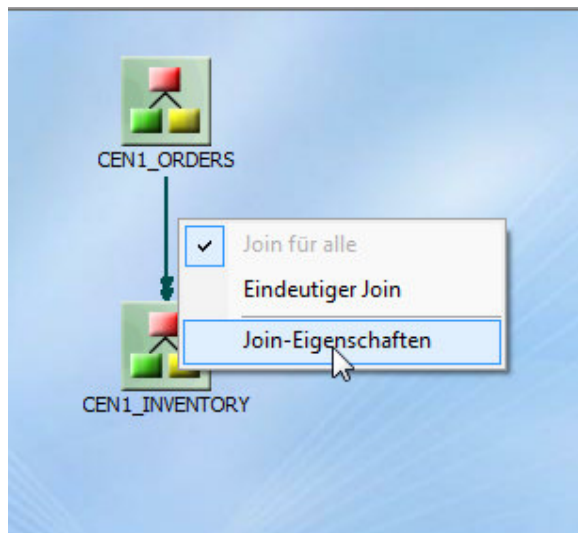 CEN1_ORDERS
Join für alle
Eindeutiger Join
Join-Eigenschaften
CEN1_INVENTORY